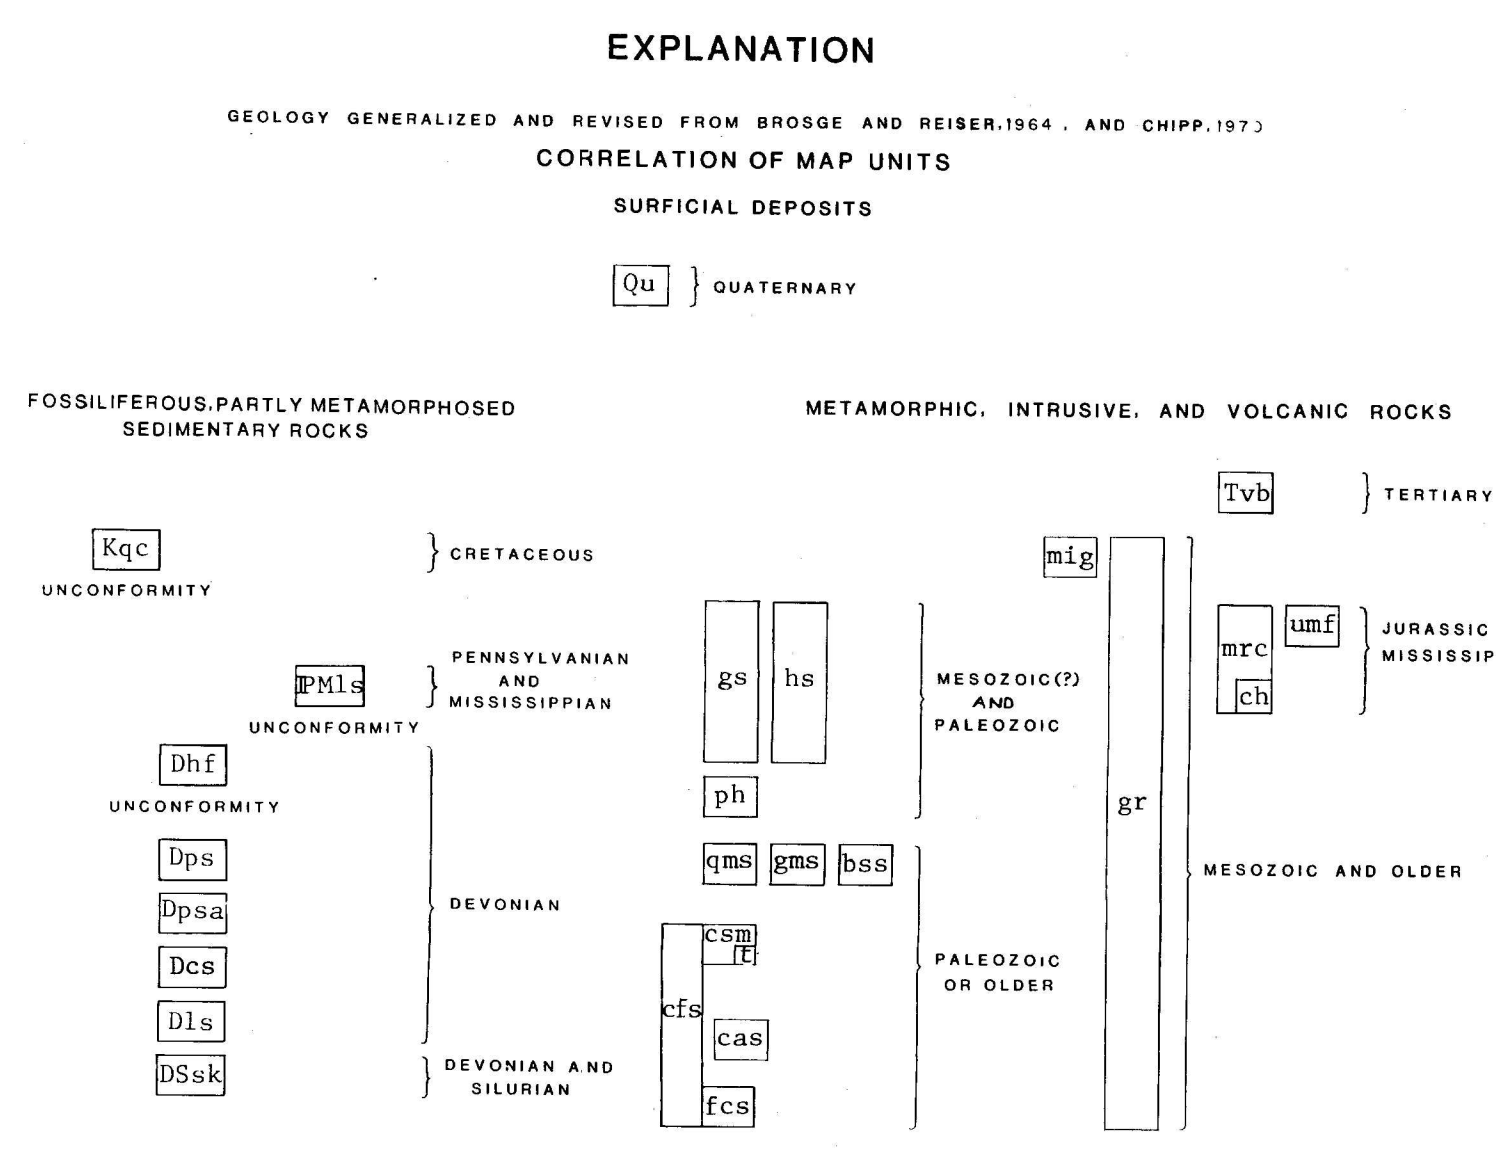 EXPLANATION
GEOLOGY GENERALIZED AND REVISED FROM BROSGE AND REISER,1964, AND CHIPP,
CORRELATION OF MAP UNITS
SURFICIAL DEPOSITS
Qu
QUATERNARY
FOSSILIFEROUS, PARTLY METAMORPHOSED
SEDIMENTARY ROCKS
Kqc
CRETACEOUS
UNCONFORMITY
PENNSYLVANIAN
AND
MISSISSIPPIAN
IPMls
UNCONFORMITY
Dhf
UNCONFORMITY
Dps
Dpsa
Dcs
Dls
DEVONIAN
DSsk
DEVONIAN AND
SILURIAN
METAMORPHIC, INTRUSIVE, AND VOLCANIC ROCKS
Tvb
TERTIARY
mig
gs
hs
ph
MESOZOIC(?)
AND
PALEOZOIC
qms
gms
bss
csm
t
cfs
cas
fcs
PALEOZOIC
OR OLDER
gr
MESOZOIC AND OLDER
mrc
umf
ch
JURASSIC
MISSISSIP